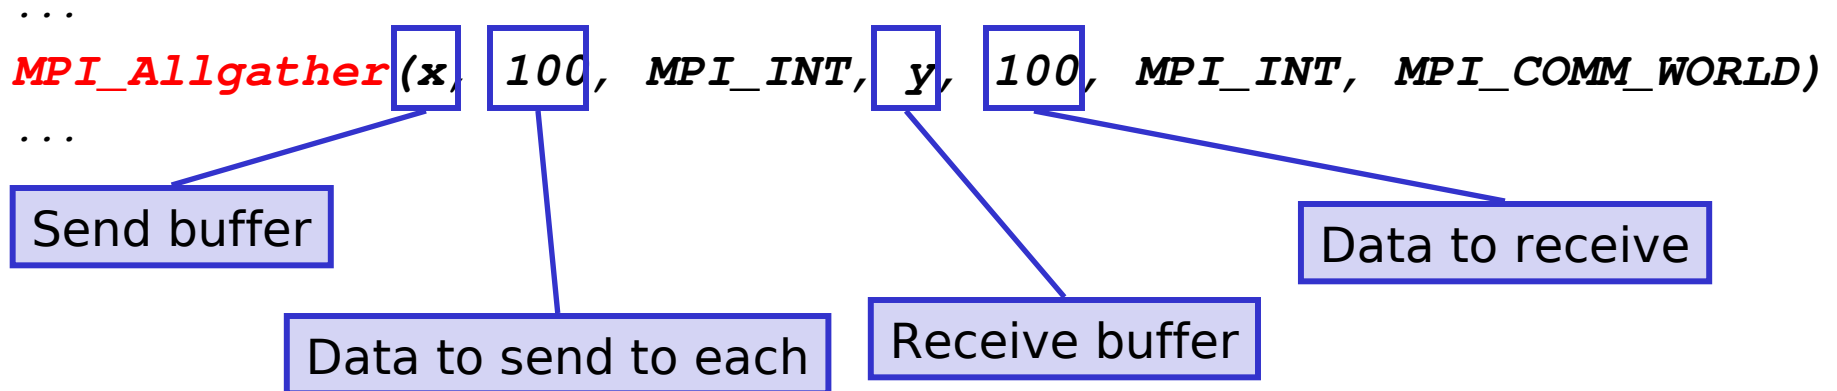 ...
MPI_Allgather(x, 100, MPI_INT, y, 100, MPI_INT, MPI_COMM_WORLD)
...
Send buffer
Data to receive
Receive buffer
Data to send to each